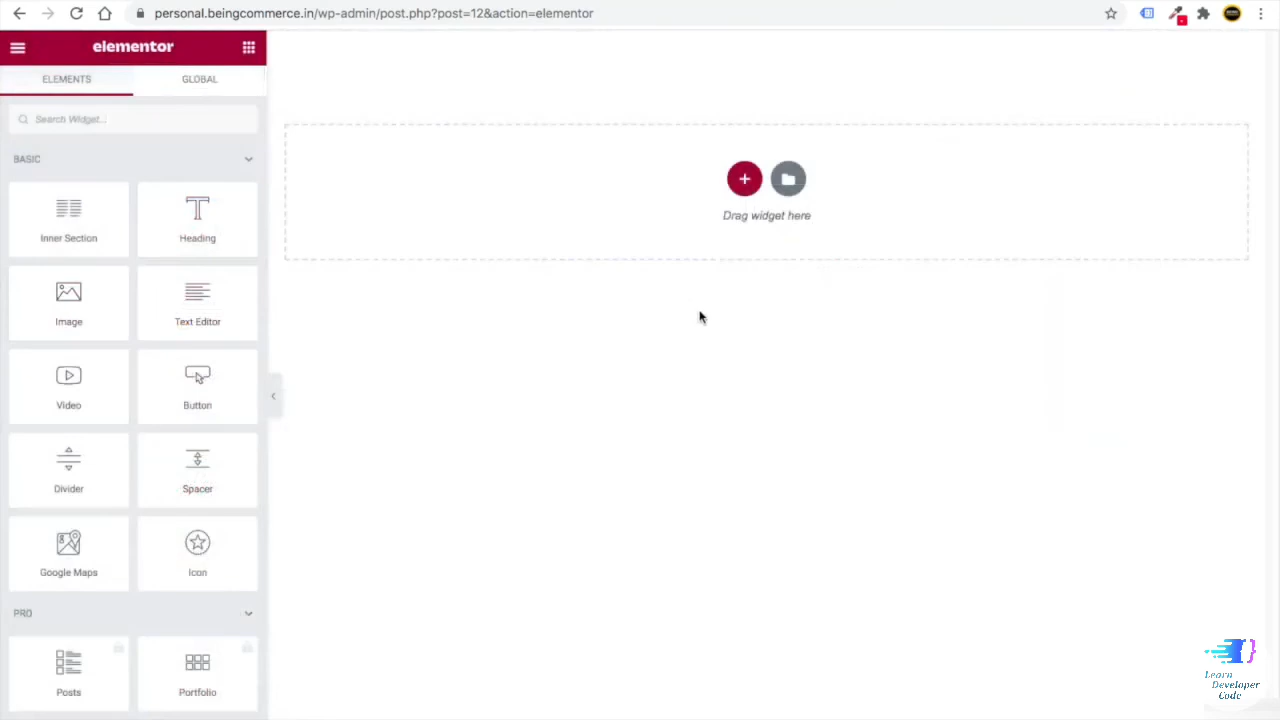 personal.beingcommerce.in/wp-admin/post.php?post=12&action=elementor
elementor
ELEMENTS
GLOBAL
Search Widget...
BASIC
Inner Section
Heading
Image
Text Editor
Video
Button
Divider
Spacer
Google Maps
Icon
PRO
Posts
Portfolio
Drag widget here
Learn
Developer
Code